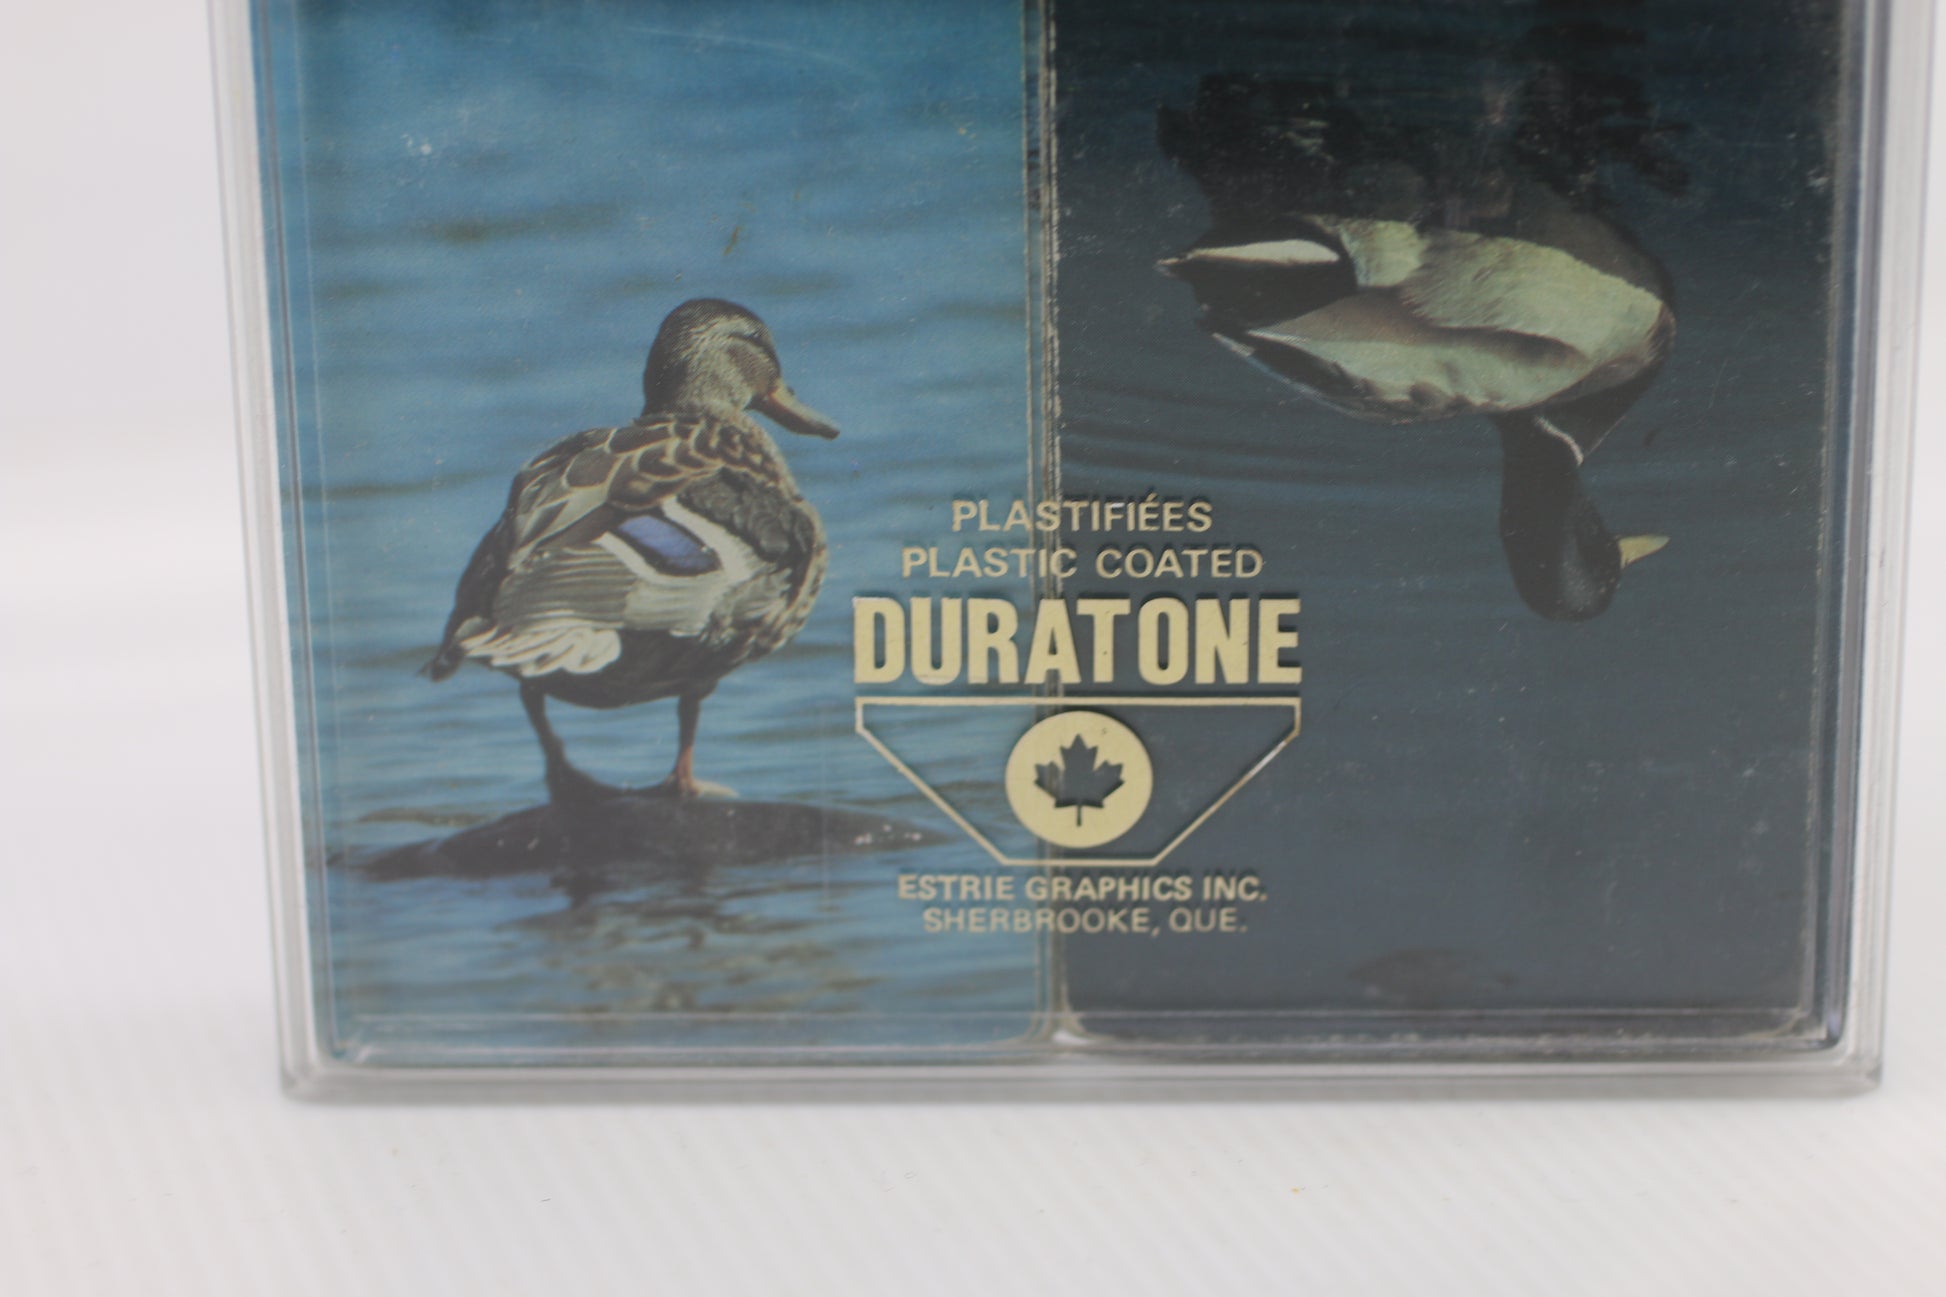 PLASTIFIÉES
PLASTIC COATED
DURATONE
ESTRIE GRAPHICS INC.
SHERBROOKE, QUE.